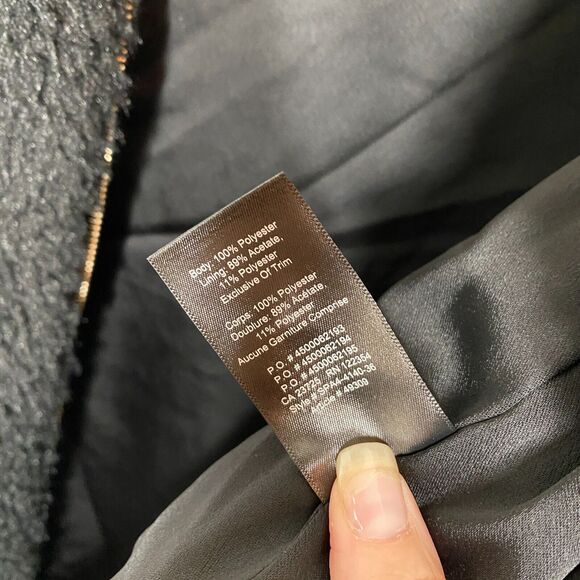 Body: 100% Polyester
Lining: 89% Acetate,
11% Polyester
Exclusive Of Trim
Corps: 100% Polyester
Doublure: 89% Acetate,
11% Polyester
Aucune Garniture Comprise
P.O. # 4500062193
P.O. # 4500062194
P.O. # 4500062195
CA 23725 - RN 122354
Style # SPA4-4140-36
Article # 49309